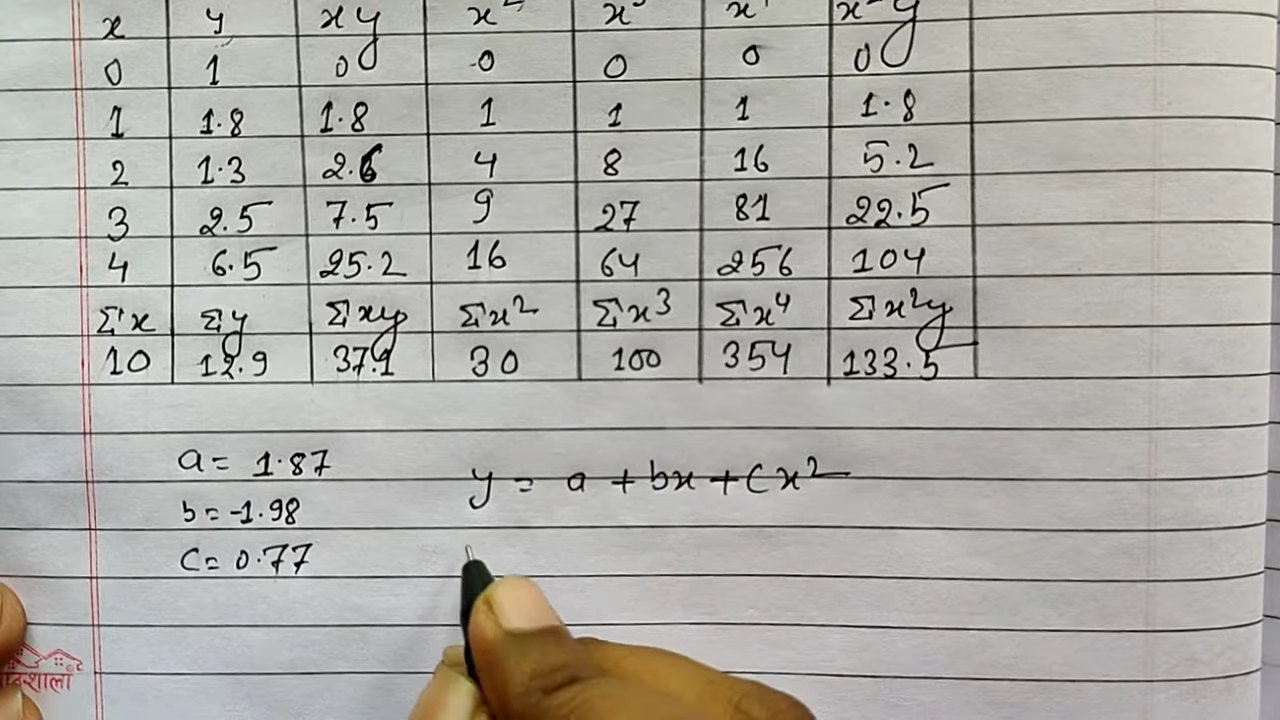 x y xy x² x³ x⁴ x²y
0 1 0 0 0 0 0
1 1.8 1.8 1 1 1 1.8
2 1.3 2.6 4 8 16 5.2
3 2.5 7.5 9 27 81 22.5
4 6.5 25.2 16 64 256 104
Σx Σy Σxy Σx² Σx³ Σx⁴ Σx²y
10 12.9 37.1 30 100 354 133.5
a = 1.87
y = a + bx + cx²
b = -1.98
c = 0.77